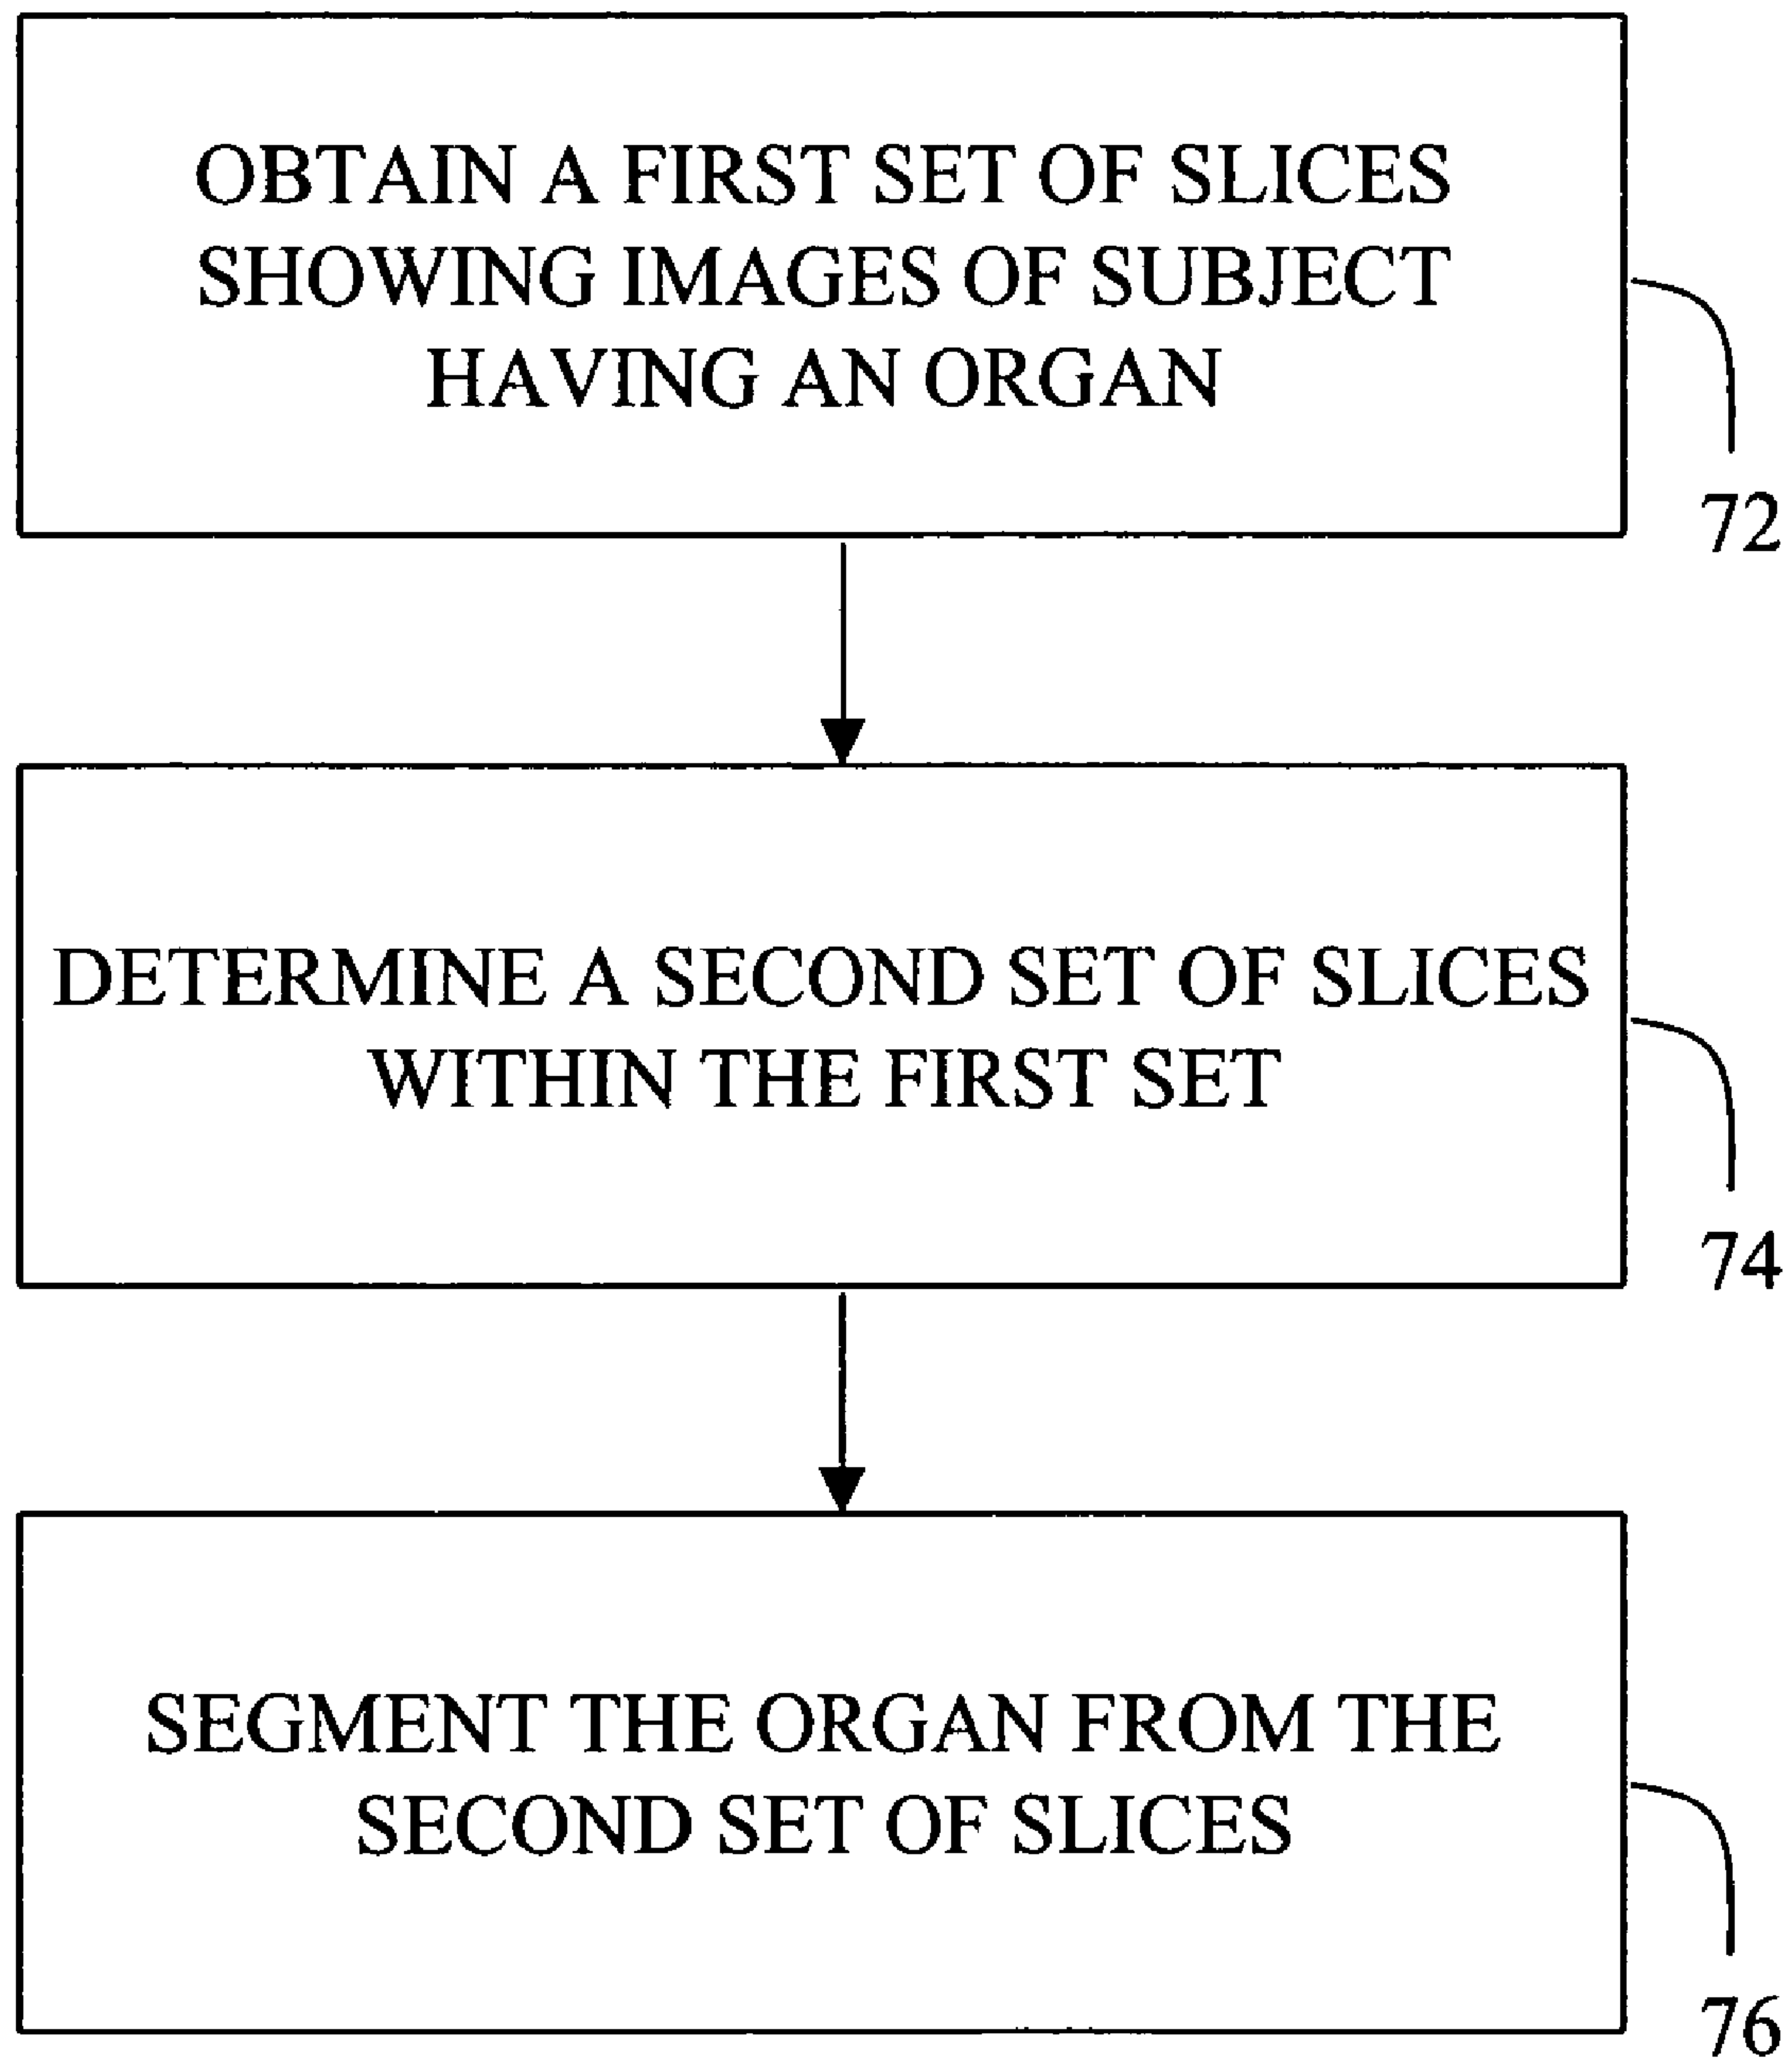 OBTAIN A FIRST SET OF SLICES
SHOWING IMAGES OF SUBJECT
HAVING AN ORGAN
72
DETERMINE A SECOND SET OF SLICES
WITHIN THE FIRST SET
74
SEGMENT THE ORGAN FROM THE
SECOND SET OF SLICES
76